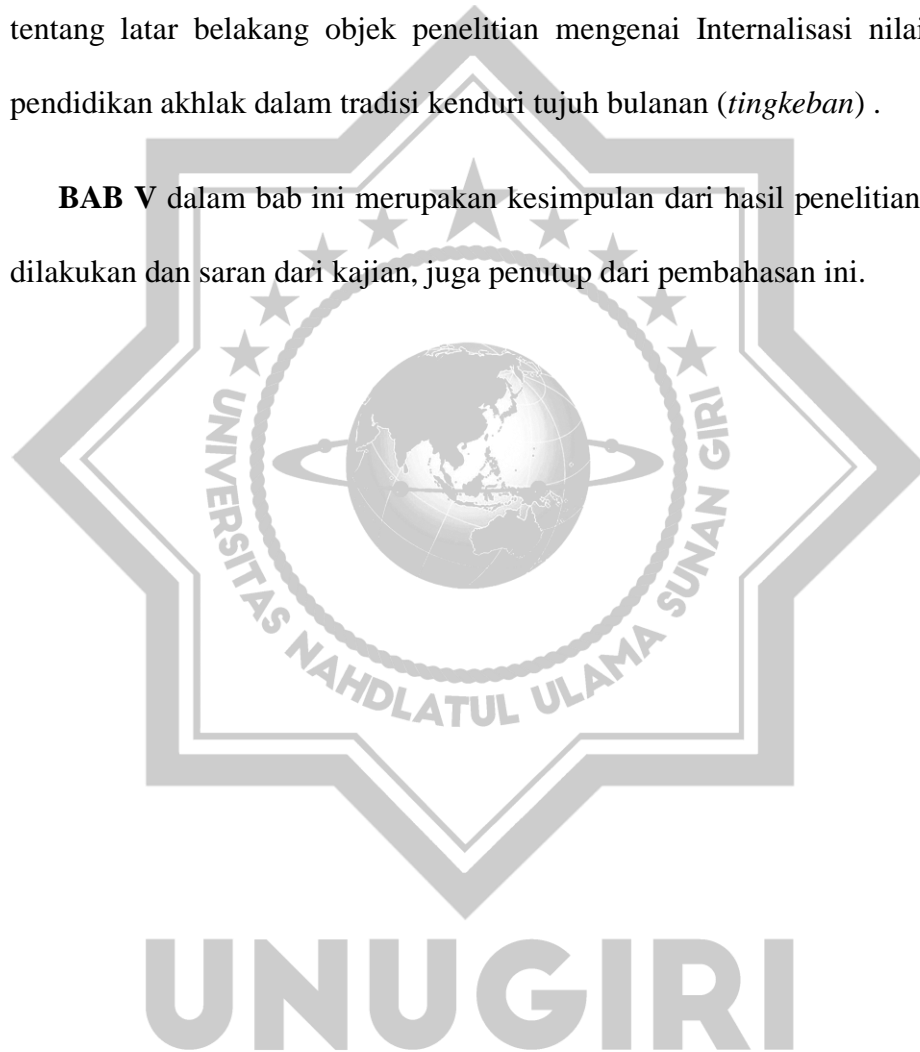 tentang latar belakang objek penelitian mengenai Internalisasi nilai
pendidikan akhlak dalam tradisi kenduri tujuh bulanan (tingkeban) .
BAB V dalam bab ini merupakan kesimpulan dari hasil penelitian
dilakukan dan saran dari kajian, juga penutup dari pembahasan ini.
UNIVERSITAS NAHDLATUL ULAMA SUNAN GIRI
UNUGIRI